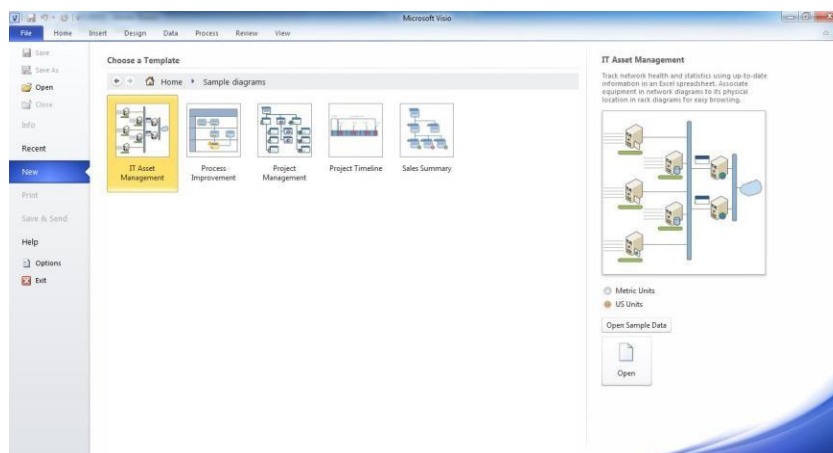 Microsoft Visio
File Home Insert Design Data Process Review View
Save
Save As
Open
Close
Info
Recent
New
Print
Save & Send
Help
Options
Exit
Choose a Template
Home Sample diagrams
IT Asset
Management
Process
Improvement
Project
Management
Project Timeline
Sales Summary
IT Asset Management
Track network health and statistics using up-to-date
information in an Excel spreadsheet. Associate
equipment in network diagrams to its physical
location in rack diagrams for easy browsing.
Metric Units
US Units
Open Sample Data
Open